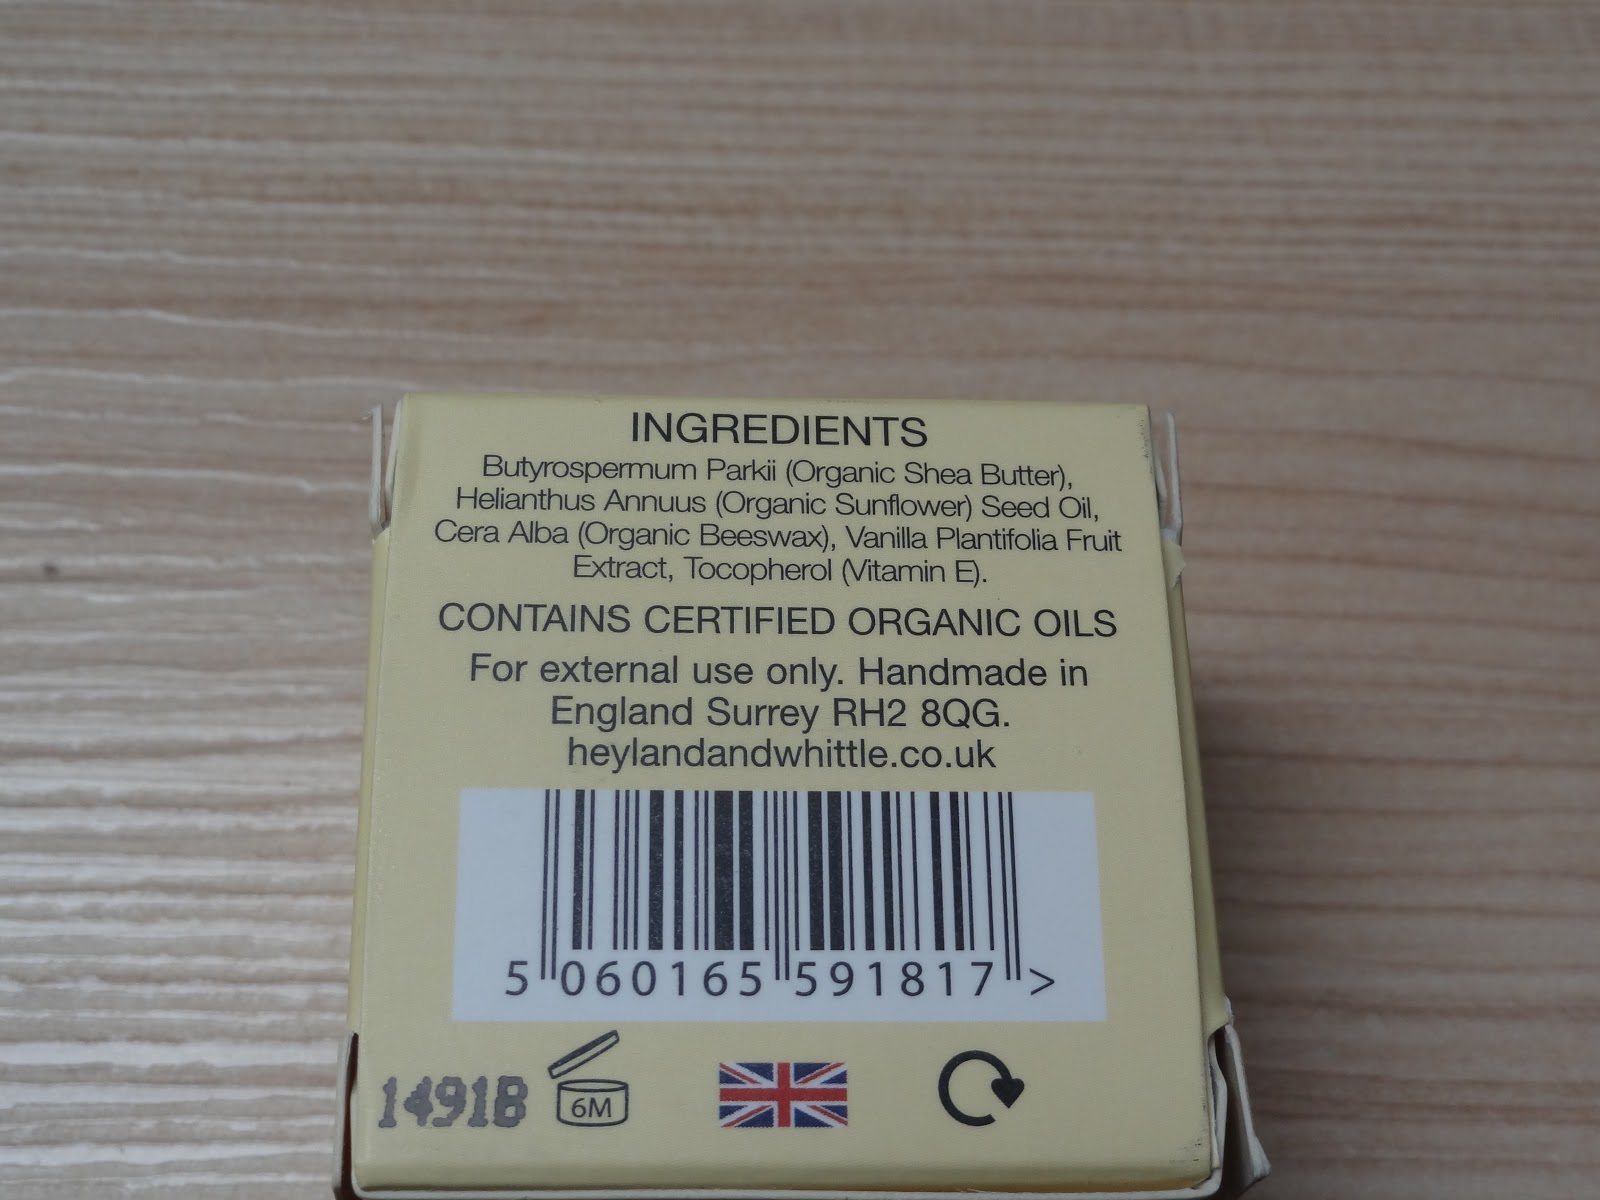 INGREDIENTS
Butyrospermum Parkii (Organic Shea Butter),
Helianthus Annuus (Organic Sunflower) Seed Oil,
Cera Alba (Organic Beeswax), Vanilla Plantifolia Fruit
Extract, Tocopherol (Vitamin E).
CONTAINS CERTIFIED ORGANIC OILS
For external use only. Handmade in
England Surrey RH2 8QG.
heylandandwhittle.co.uk
5 060165 591817 >
14918 6M